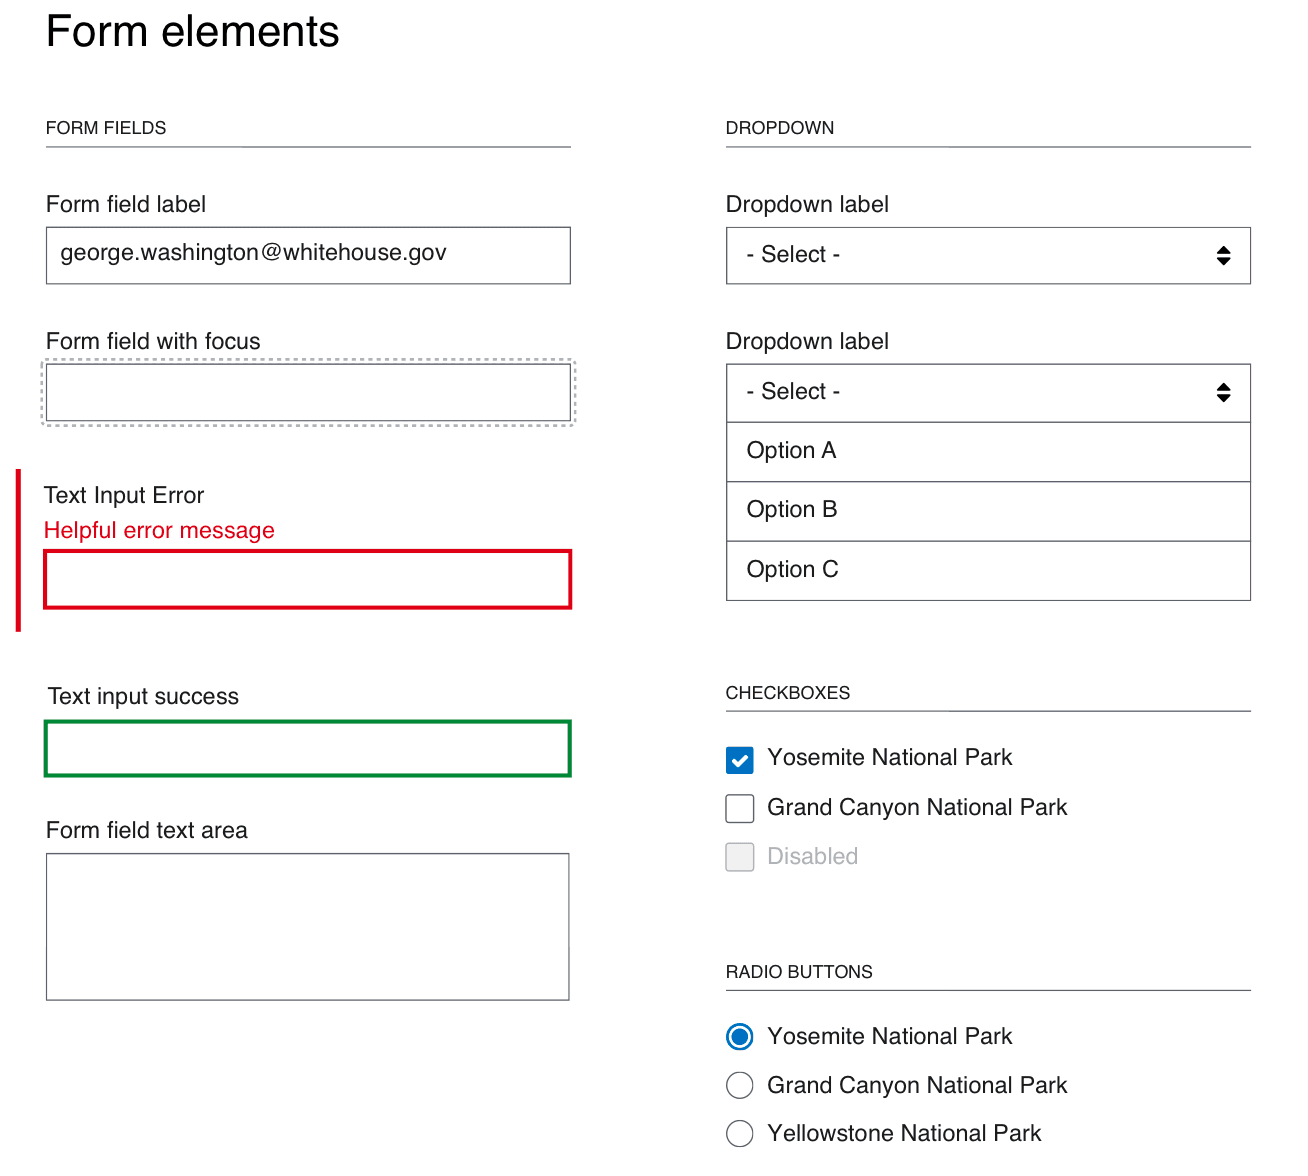 Form elements
FORM FIELDS
Form field label
george.washington@whitehouse.gov
Form field with focus
Text Input Error
Helpful error message
Text input success
Form field text area
DROPDOWN
Dropdown label
- Select -
Dropdown label
- Select -
Option A
Option B
Option C
CHECKBOXES
Yosemite National Park
Grand Canyon National Park
Disabled
RADIO BUTTONS
Yosemite National Park
Grand Canyon National Park
Yellowstone National Park